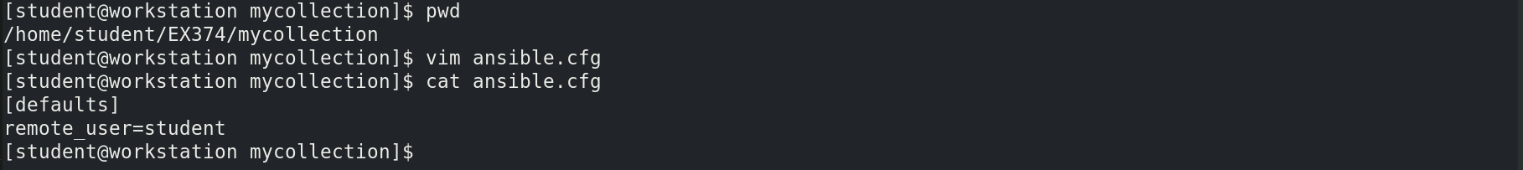 [student@workstation mycollection]$ pwd
/home/student/EX374/mycollection
[student@workstation mycollection]$ vim ansible.cfg
[student@workstation mycollection]$ cat ansible.cfg
[defaults]
remote_user=student
[student@workstation mycollection]$